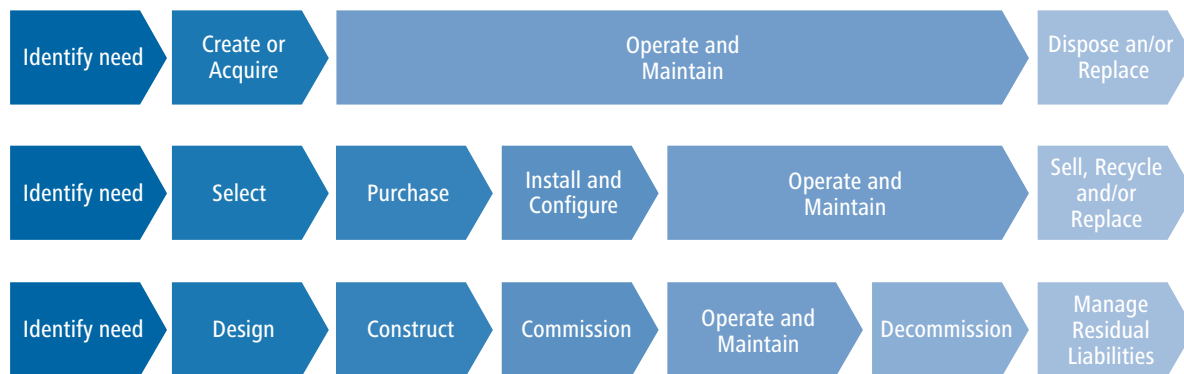 Identify need
Create or
Acquire
Operate and
Maintain
Dispose an/or
Replace
Identify need
Select
Purchase
Install and
Configure
Operate and
Maintain
Sell, Recycle
and/or
Replace
Identify need
Design
Construct
Commission
Operate and
Maintain
Decommission
Manage
Residual
Liabilities